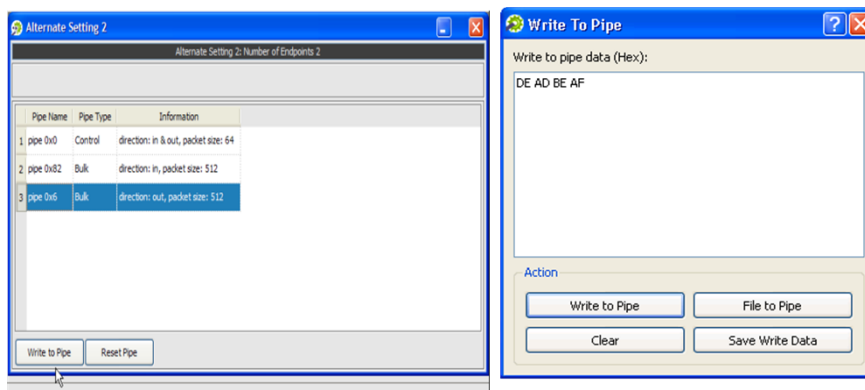 Alternate Setting 2
Alternate Setting 2: Number of Endpoints 2
Pipe Name Pipe Type Information
1 pipe 0x0 Control direction: in & out, packet size: 64
2 pipe 0x82 Bulk direction: in, packet size: 512
3 pipe 0x6 Bulk direction: out, packet size: 512
Write to Pipe Reset Pipe
Write To Pipe
Write to pipe data (Hex):
DE AD BE AF
Action
Write to Pipe File to Pipe
Clear Save Write Data